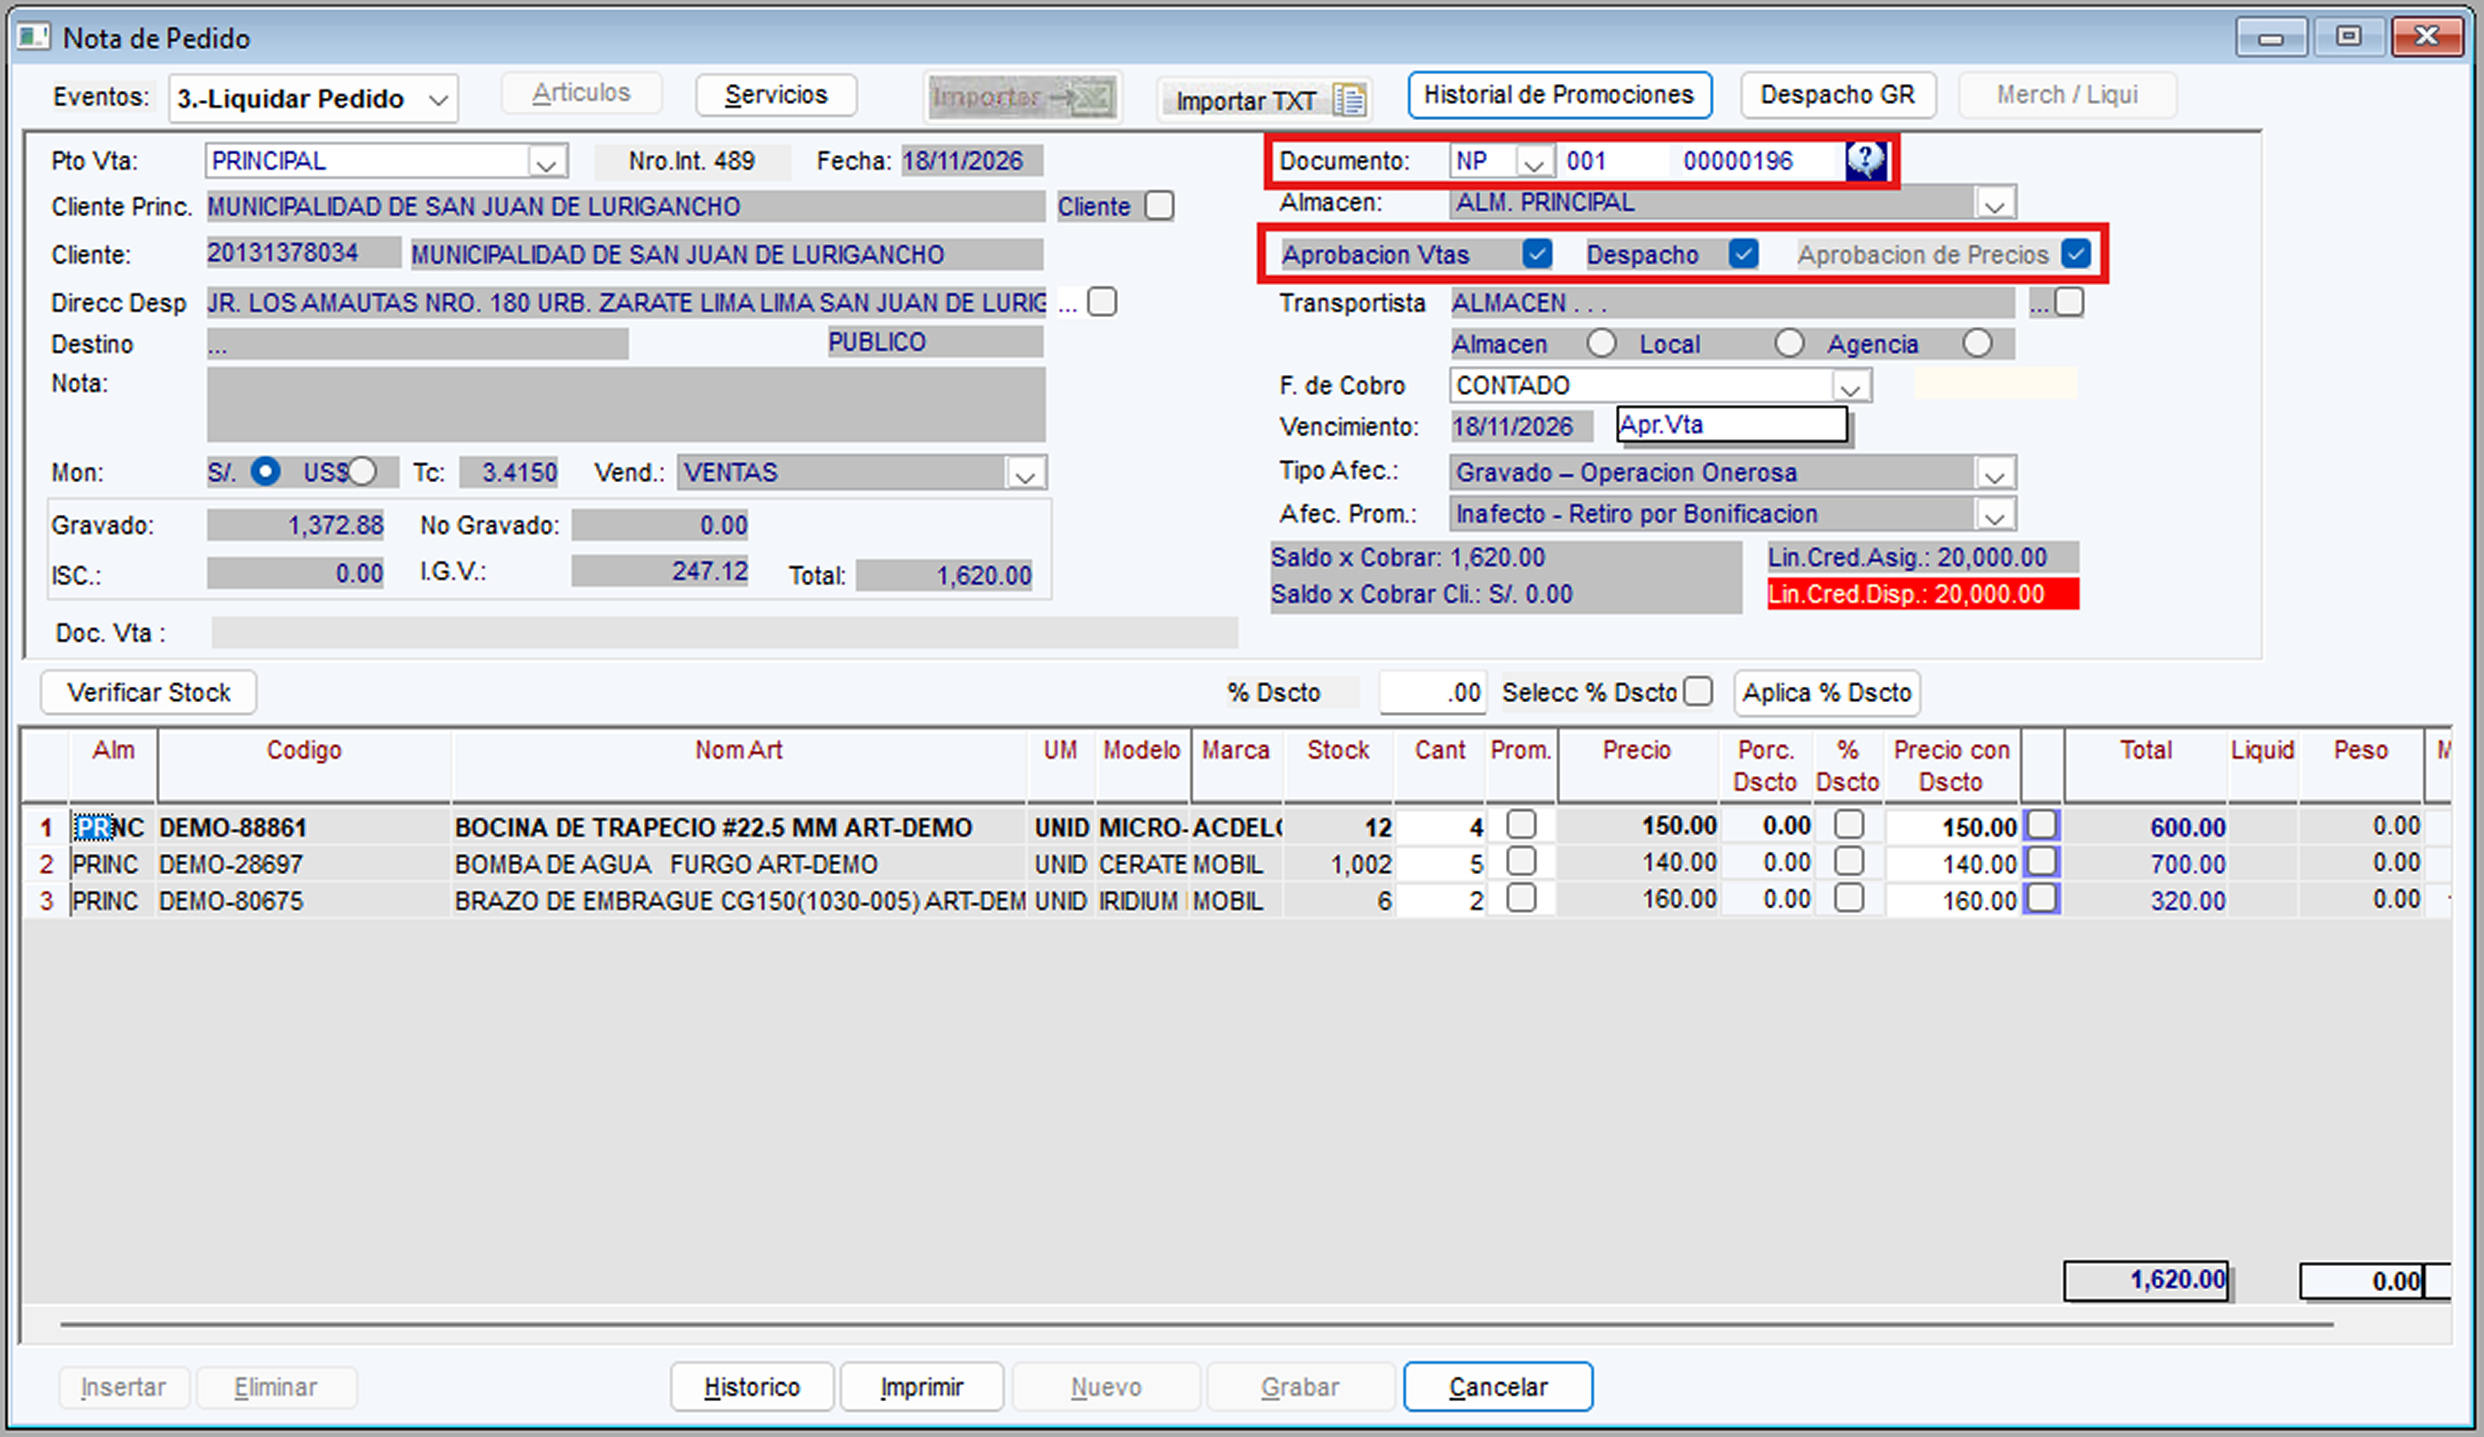 Nota de Pedido
Eventos: 3.-Liquidar Pedido Articulos Servicios Importar Importar TXT Historial de Promociones Despacho GR Merch / Liqui
Pto Vta: PRINCIPAL Nro.Int. 489 Fecha: 18/11/2026 Documento: NP 001 00000196
Cliente Princ. MUNICIPALIDAD DE SAN JUAN DE LURIGANCHO Cliente Almacen: ALM. PRINCIPAL
Cliente: 20131378034 MUNICIPALIDAD DE SAN JUAN DE LURIGANCHO Aprobacion Vtas Despacho Aprobacion de Precios
Direcc Desp JR. LOS AMAUTAS NRO. 180 URB. ZARATE LIMA LIMA SAN JUAN DE LURIG ... Transportista ALMACEN . . . ...
Destino ... PUBLICO Almacen Local Agencia
Nota: F. de Cobro CONTADO
Vencimiento: 18/11/2026 Apr.Vta
Mon: S/. US$ Tc: 3.4150 Vend.: VENTAS Tipo Afec.: Gravado – Operacion Onerosa
Gravado: 1,372.88 No Gravado: 0.00 Afec. Prom.: Inafecto - Retiro por Bonificacion
ISC.: 0.00 I.G.V.: 247.12 Total: 1,620.00 Saldo x Cobrar: 1,620.00 Lin.Cred.Asig.: 20,000.00
Saldo x Cobrar Cli.: S/. 0.00 Lin.Cred.Disp.: 20,000.00
Doc. Vta :
Verificar Stock % Dscto .00 Selecc % Dscto Aplica % Dscto
Alm Codigo Nom Art UM Modelo Marca Stock Cant Prom. Precio Porc. Dscto % Dscto Precio con Dscto Total Liquid Peso M
1 PRINC DEMO-88861 BOCINA DE TRAPECIO #22.5 MM ART-DEMO UNID MICRO- ACDELC 12 4 150.00 0.00 150.00 600.00 0.00
2 PRINC DEMO-28697 BOMBA DE AGUA FURGO ART-DEMO UNID CERATE MOBIL 1,002 5 140.00 0.00 140.00 700.00 0.00
3 PRINC DEMO-80675 BRAZO DE EMBRAGUE CG150(1030-005) ART-DEM UNID IRIDIUM MOBIL 6 2 160.00 0.00 160.00 320.00 0.00
1,620.00 0.00
Insertar Eliminar Historico Imprimir Nuevo Grabar Cancelar